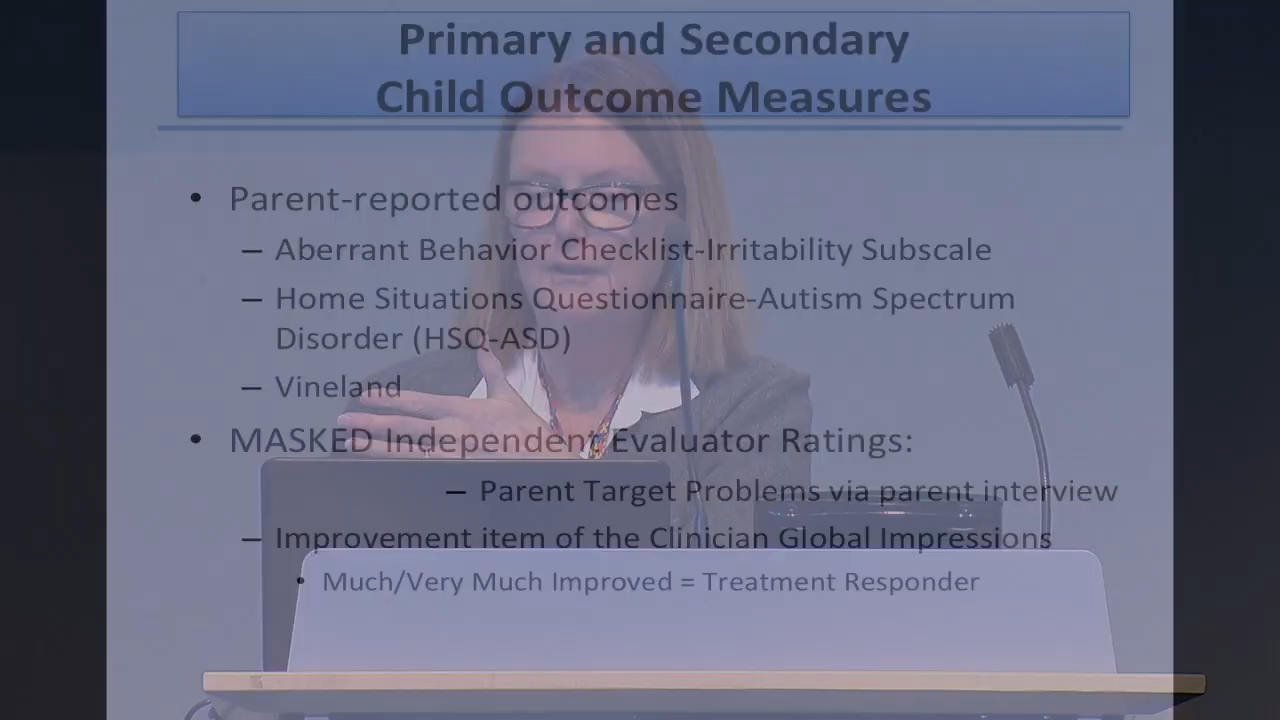 Primary and Secondary
Child Outcome Measures
• Parent-reported outcomes
– Aberrant Behavior Checklist-Irritability Subscale
– Home Situations Questionnaire-Autism Spectrum
Disorder (HSQ-ASD)
– Vineland
• MASKED Independent Evaluator Ratings:
– Parent Target Problems via parent interview
– Improvement item of the Clinician Global Impressions
• Much/Very Much Improved = Treatment Responder